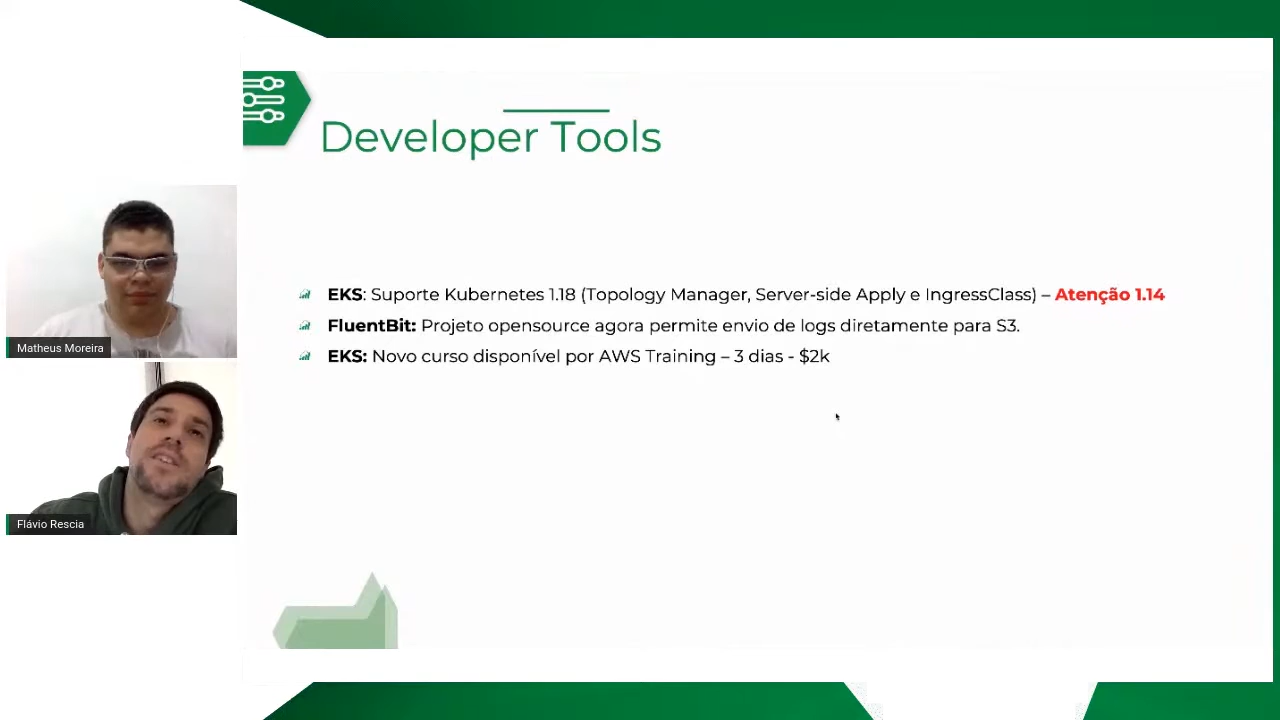 Developer Tools
EKS: Suporte Kubernetes 1.18 (Topology Manager, Server-side Apply e IngressClass) – Atenção 1.14
FluentBit: Projeto opensource agora permite envio de logs diretamente para S3.
EKS: Novo curso disponível por AWS Training – 3 dias - $2k
Matheus Moreira
Flávio Rescia